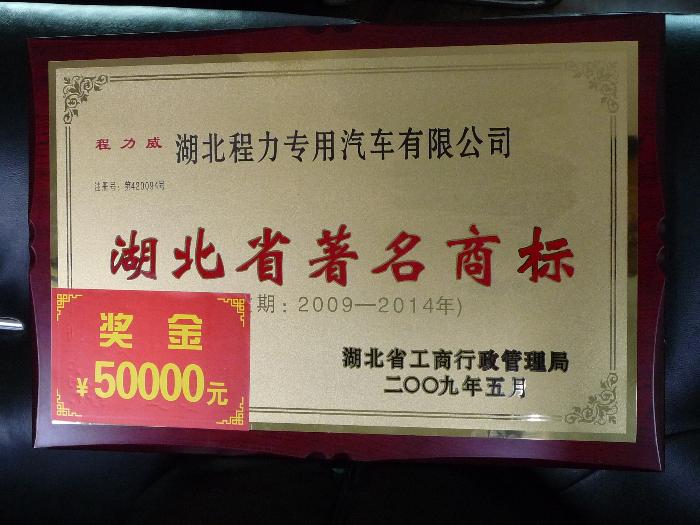 程力威 湖北程力专用汽车有限公司
注册号：第420094号
湖北省著名商标
期：2009—2014年)
奖金
¥50000元
湖北省工商行政管理局
二〇〇九年五月